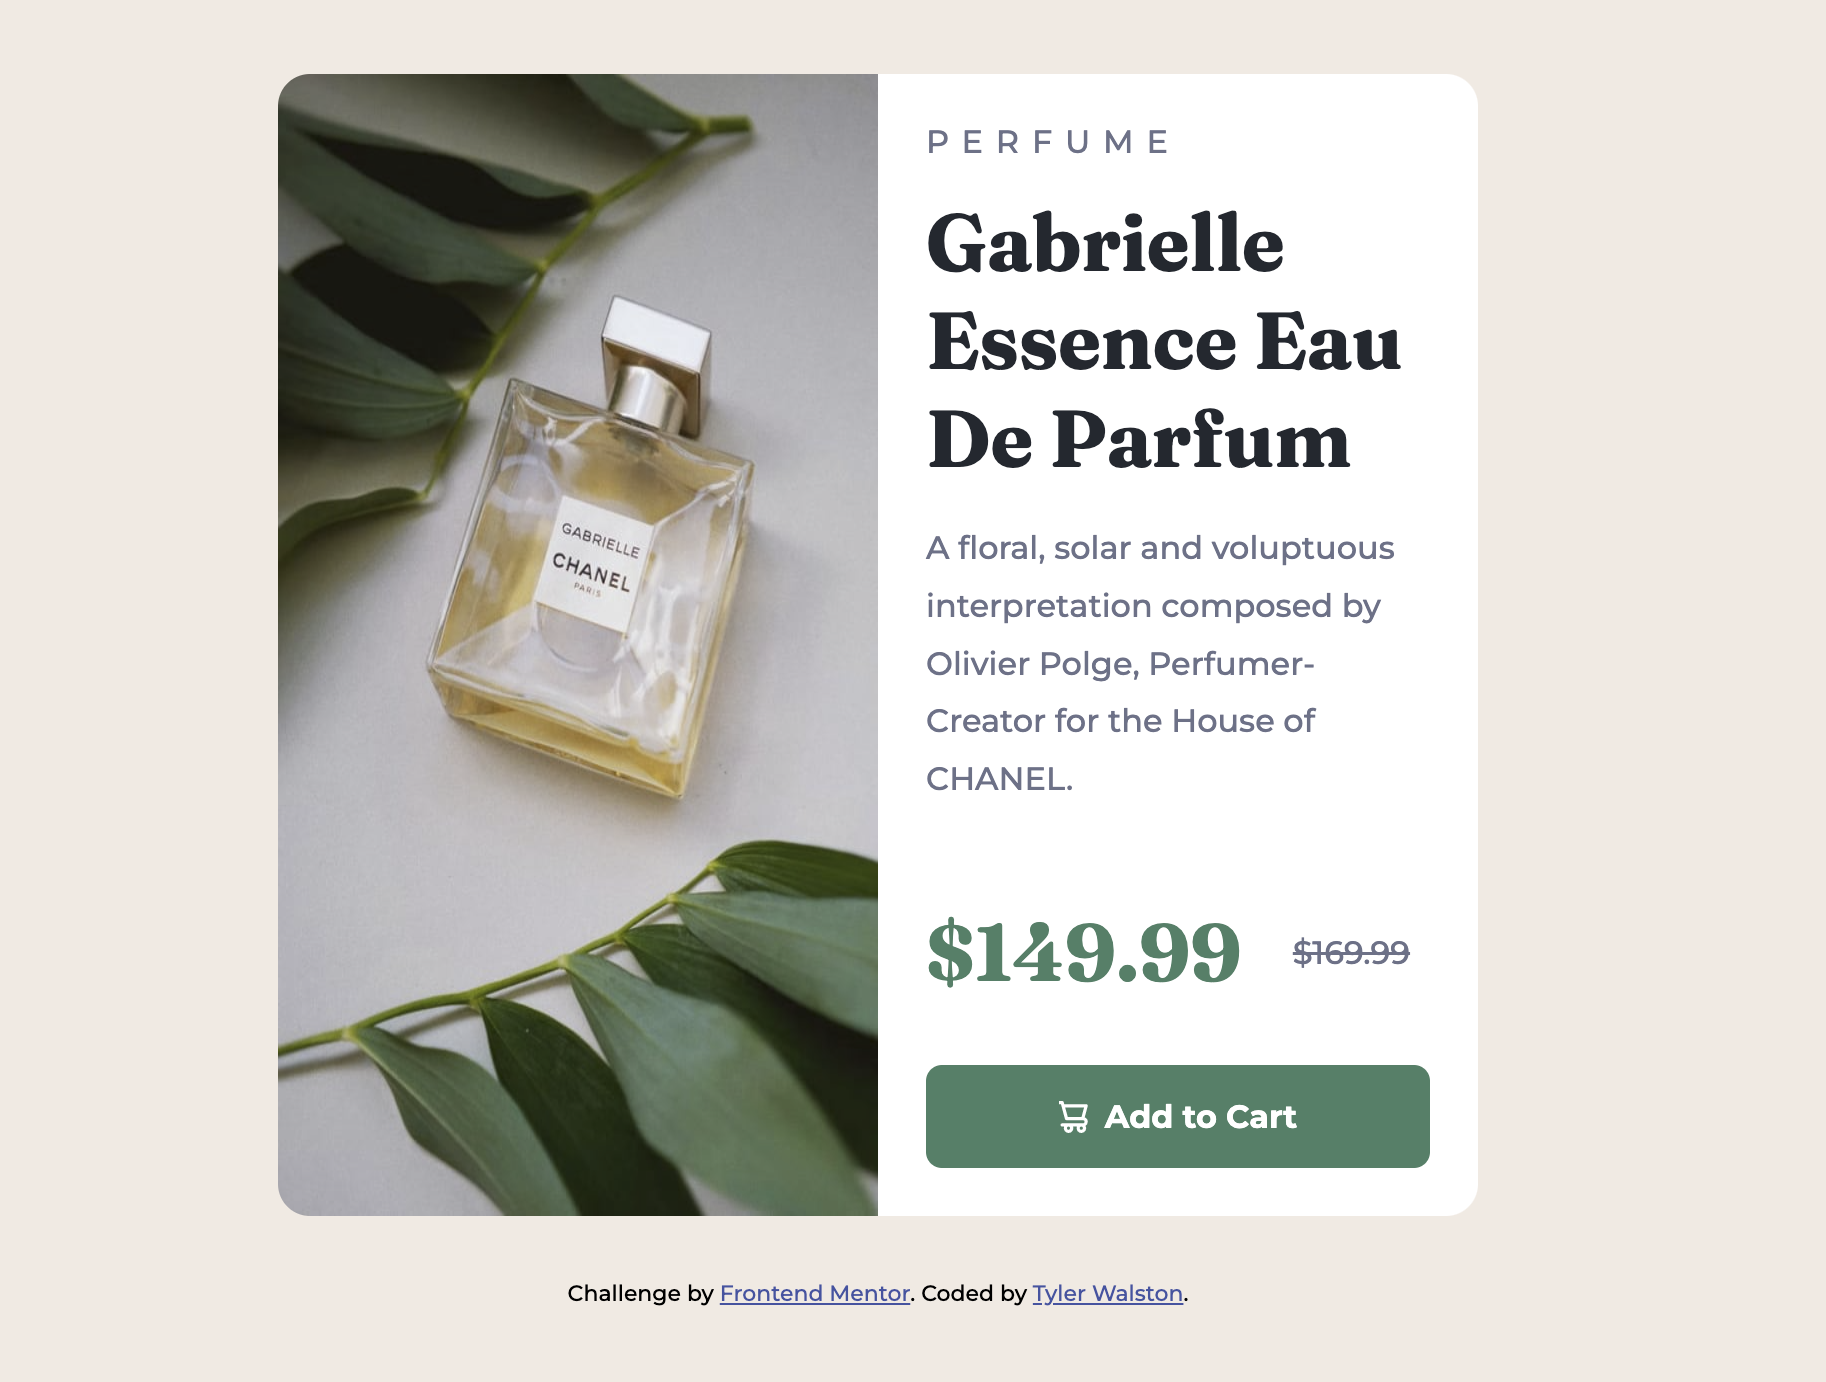 GABRIELLE
CHANEL
PARIS
PERFUME
Gabrielle
Essence Eau
De Parfum
A floral, solar and voluptuous
interpretation composed by
Olivier Polge, Perfumer-
Creator for the House of
CHANEL.
$149.99 $169.99
Add to Cart
Challenge by Frontend Mentor. Coded by Tyler Walston.